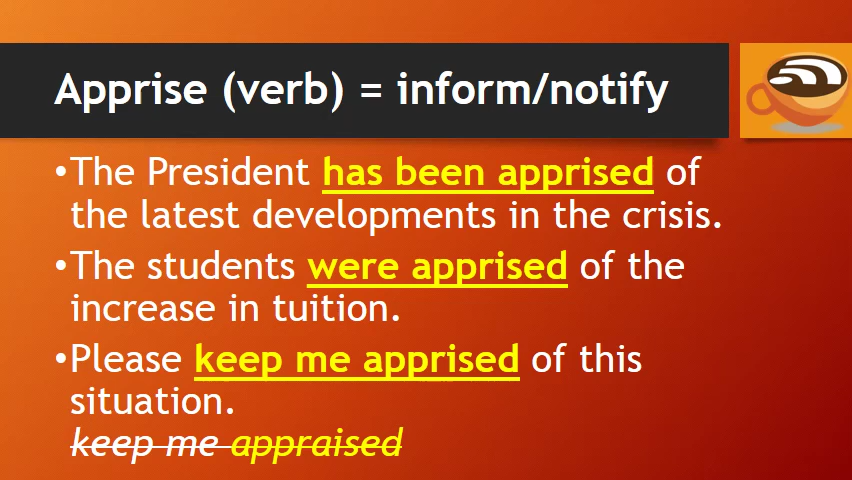 Apprise (verb) = inform/notify
•The President has been apprised of
the latest developments in the crisis.
•The students were apprised of the
increase in tuition.
•Please keep me apprised of this
situation.
keep me appraised